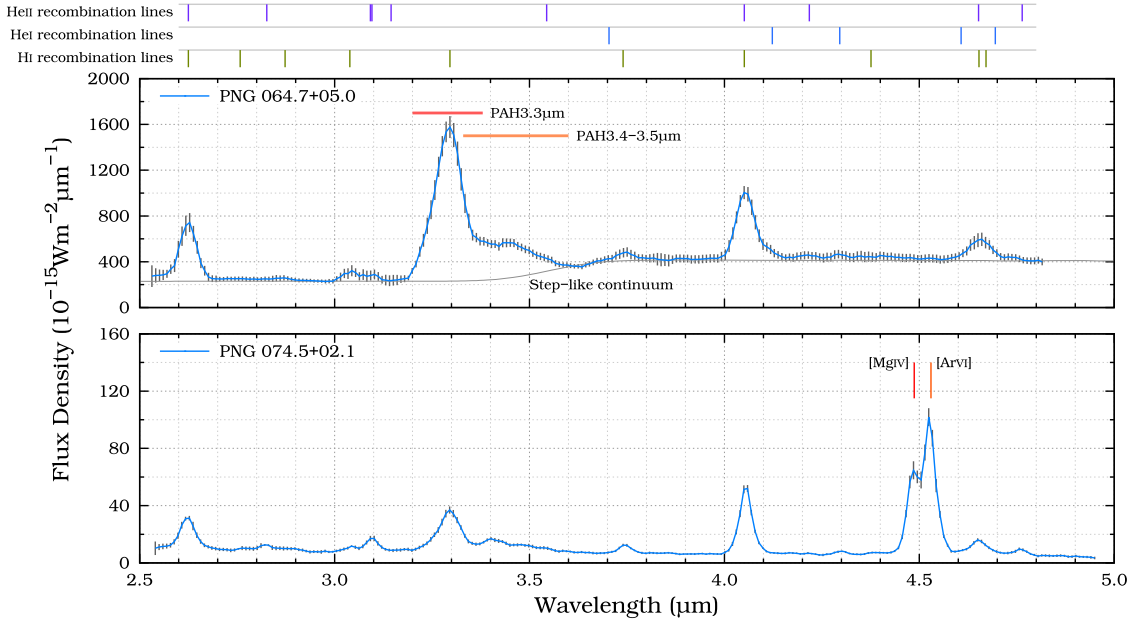 HeII recombination lines
HeI recombination lines
HI recombination lines
2000
1600
1200
800
400
0
PNG 064.7+05.0
PAH3.3μm
PAH3.4−3.5μm
Step−like continuum
160
120
80
40
0
PNG 074.5+02.1
[MgIV]
[ArVI]
2.5
3.0
3.5
4.0
4.5
5.0
Wavelength (μm)
Flux Density (10⁻¹⁵Wm⁻²μm⁻¹)